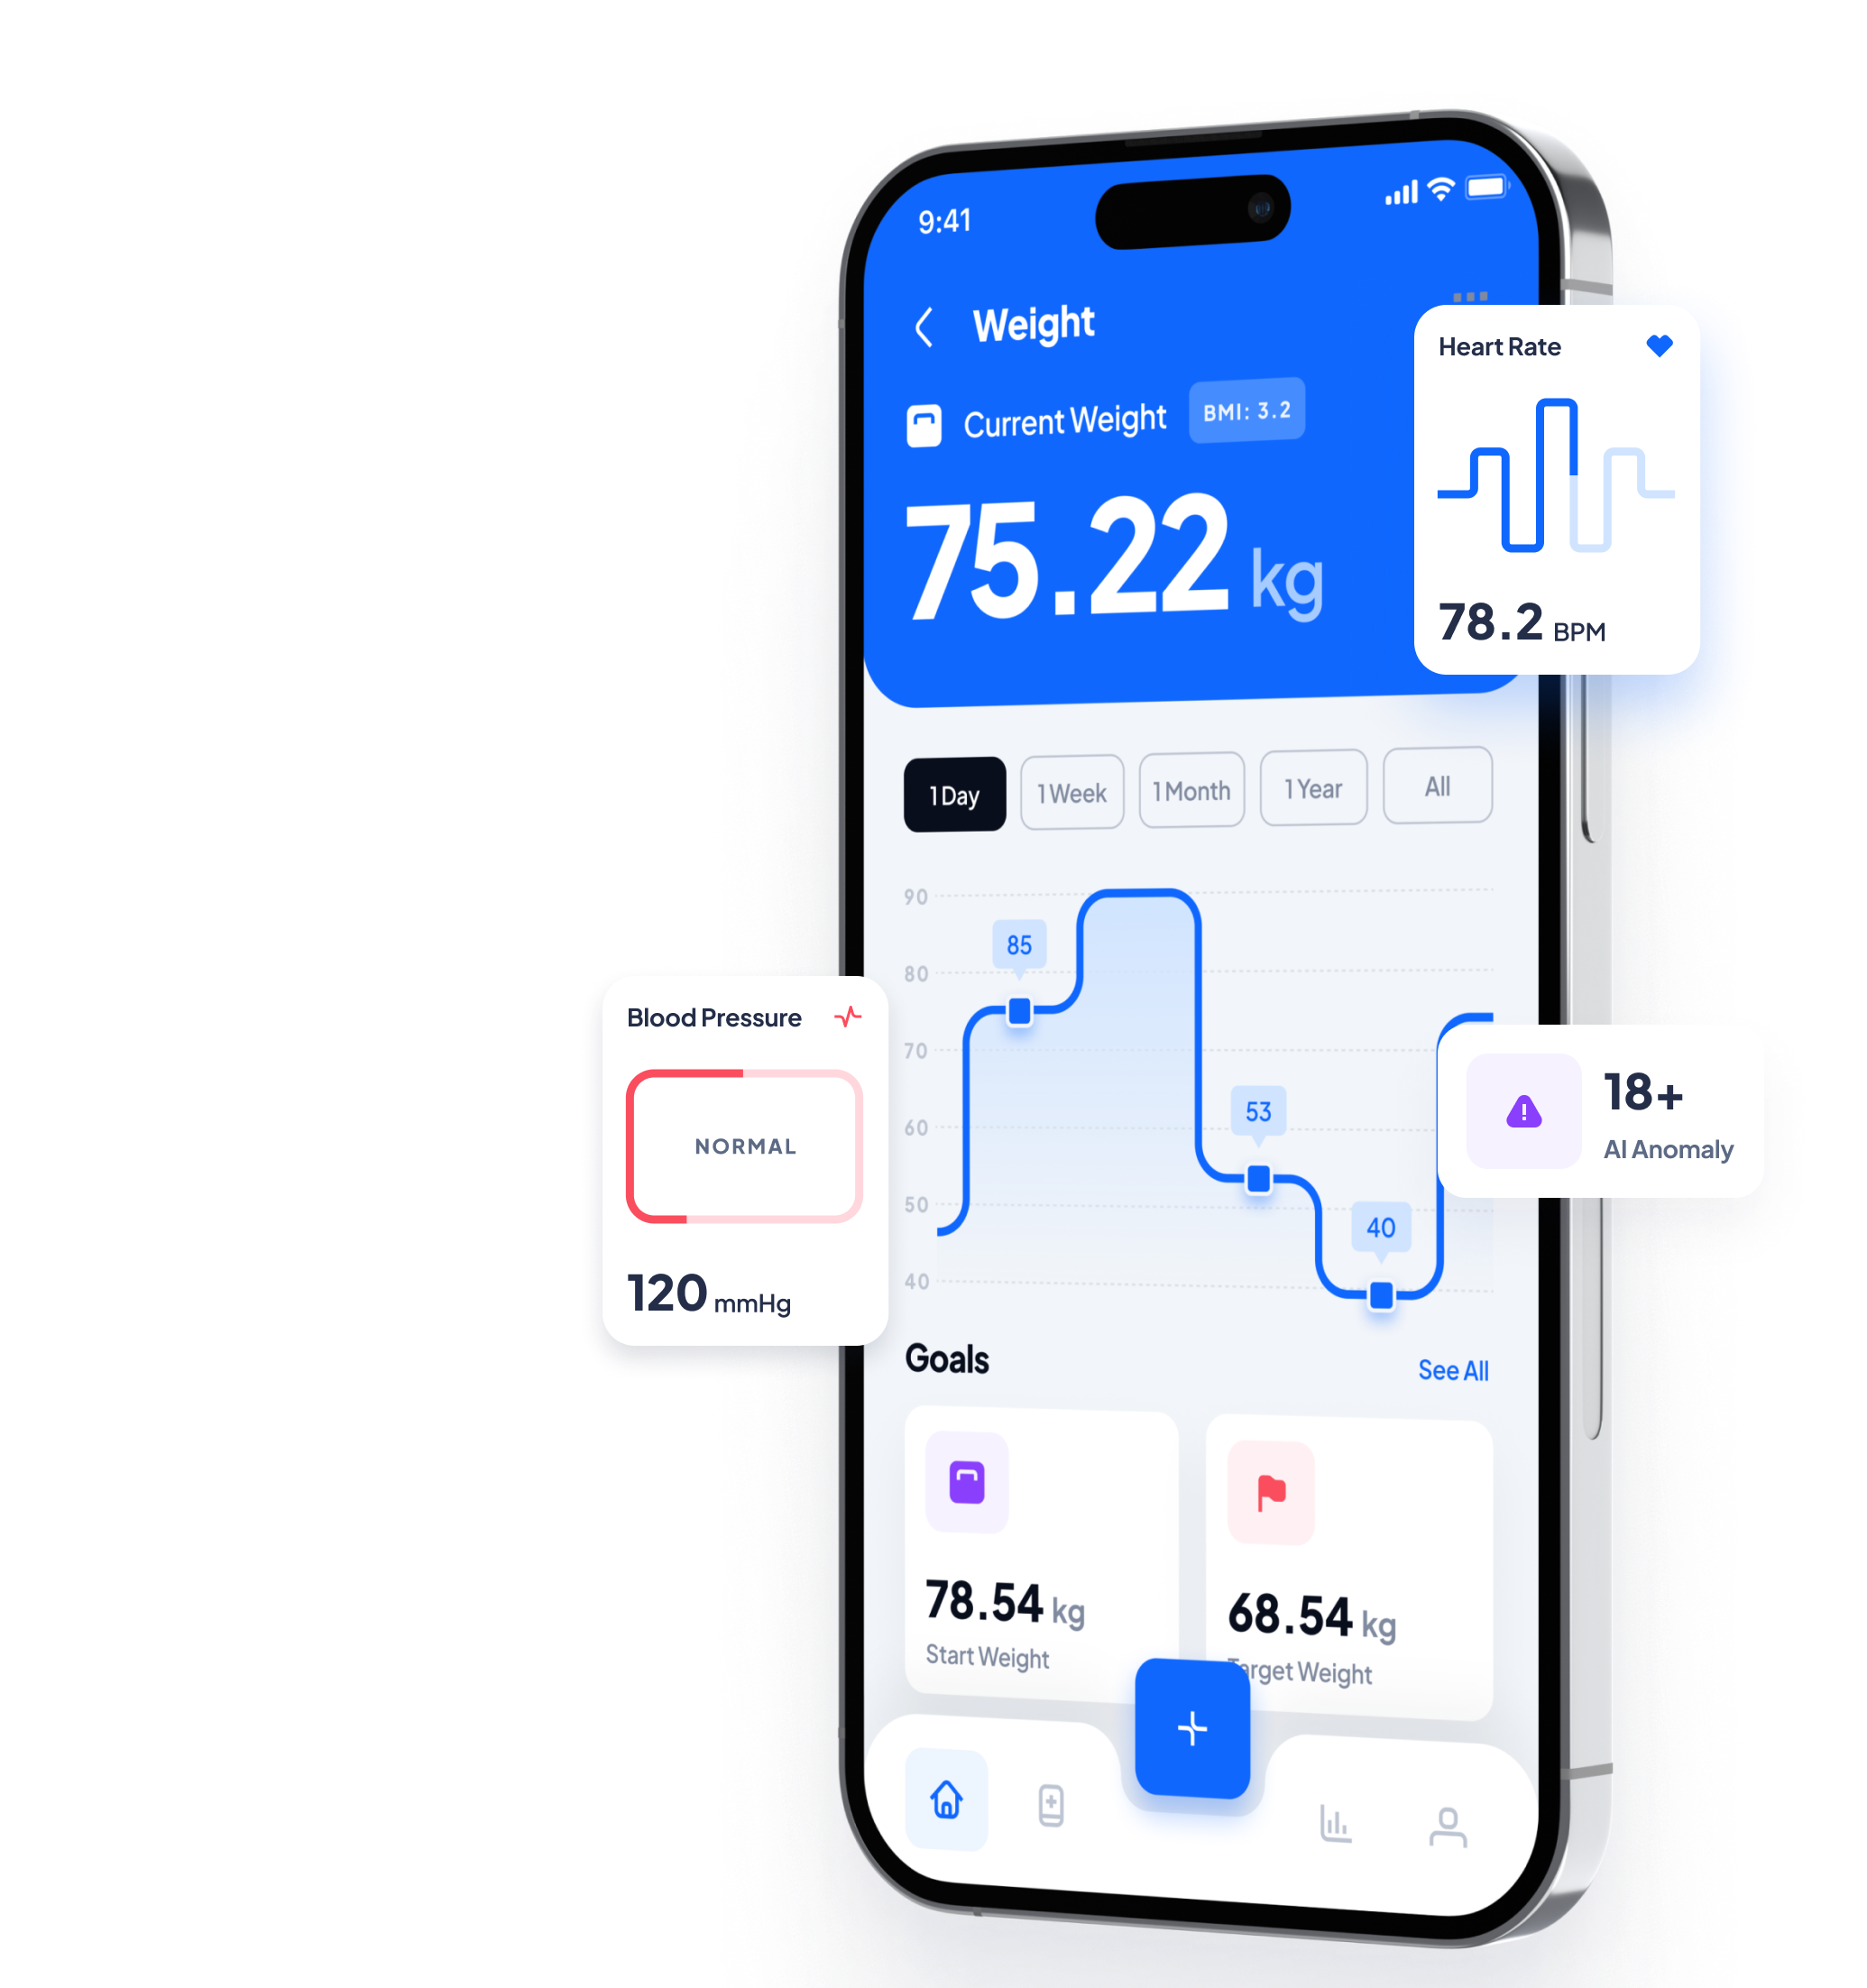 9:41
Weight
Current Weight
BMI: 3.2
75.22 kg
Heart Rate
78.2 BPM
1 Day
1 Week
1 Month
1 Year
All
90
80
70
60
50
40
85
53
40
Blood Pressure
NORMAL
120 mmHg
18+
AI Anomaly
Goals
See All
78.54 kg
Start Weight
68.54 kg
Target Weight